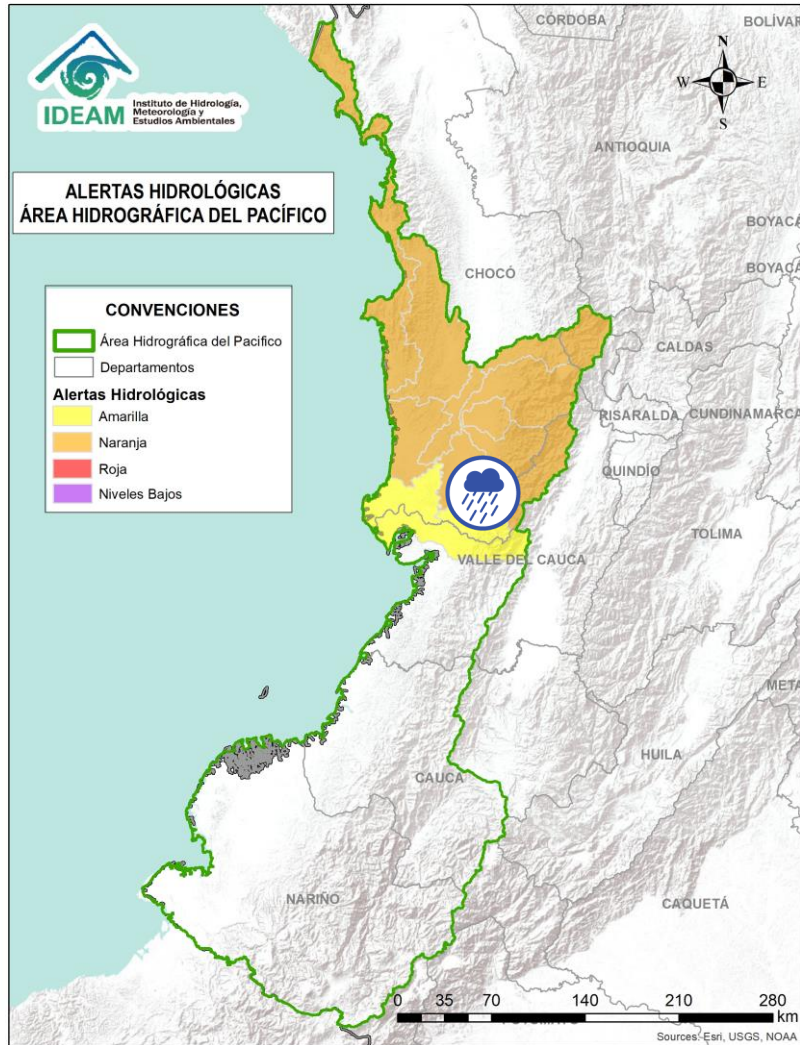 CÓRDOBA
BOLÍVAR
N
W E
S
IDEAM
Instituto de Hidrología,
Meteorología y
Estudios Ambientales
ANTIOQUIA
ALERTAS HIDROLÓGICAS
ÁREA HIDROGRÁFICA DEL PACÍFICO
BOYACÁ
BOYACÁ
CHOCÓ
CONVENCIONES
Área Hidrográfica del Pacifico
Departamentos
Alertas Hidrológicas
Amarilla
Naranja
Roja
Niveles Bajos
CALDAS
RISARALDA
CUNDINAMARCA
QUINDÍO
TOLIMA
VALLE DEL CAUCA
META
HUILA
CAUCA
NARIÑO
CAQUETÁ
0 35 70 140 210 280
km
Sources: Esri, USGS, NOAA